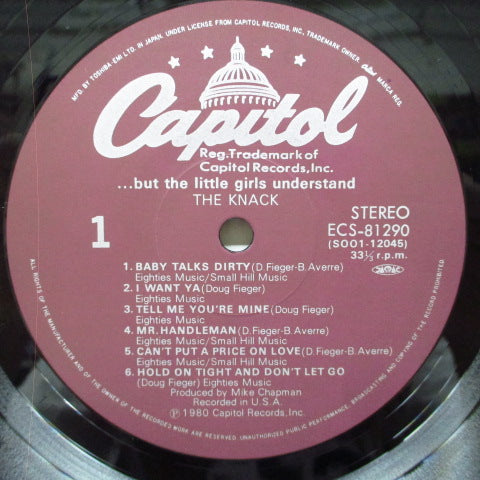 MFD. BY TOSHIBA-EMI LTD. IN JAPAN. UNDER LICENSE FROM CAPITOL RECORDS, INC., TRADEMARK OWNER. Capitol MARCA REG.
Capitol
Reg. Trademark of
Capitol Records, Inc.
...but the little girls understand
THE KNACK
1
STEREO
ECS-81290
(SOO1-12045)
33⅓ r.p.m.
1. BABY TALKS DIRTY (D. Fieger-B. Averre)
Eighties Music/Small Hill Music
2. I WANT YA (Doug Fieger)
Eighties Music
3. TELL ME YOU'RE MINE (Doug Fieger)
Eighties Music
4. MR. HANDLEMAN (D. Fieger-B. Averre)
Eighties Music/Small Hill Music
5. CAN'T PUT A PRICE ON LOVE (D. Fieger-B. Averre)
Eighties Music/Small Hill Music
6. HOLD ON TIGHT AND DON'T LET GO
(Doug Fieger) Eighties Music
Produced by Mike Chapman
Recorded in U.S.A.
Ⓟ 1980 Capitol Records, Inc.
ALL RIGHTS OF THE MANUFACTURER AND OF THE OWNER OF THE RECORDED WORK ARE RESERVED. UNAUTHORIZED PUBLIC PERFORMANCE, BROADCASTING AND COPYING OF THE RECORD PROHIBITED.